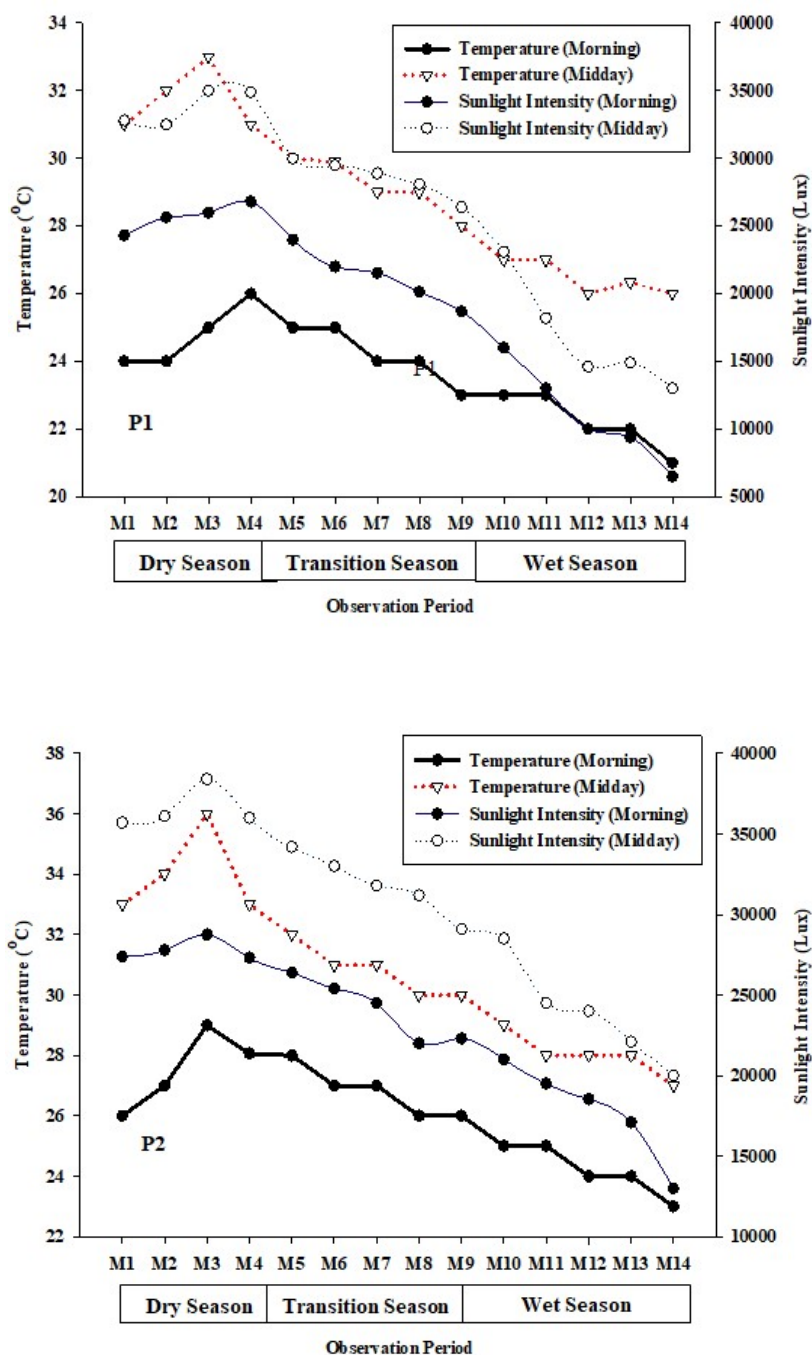 34
32
30
28
26
24
22
20
Temperature (°C)
40000
35000
30000
25000
20000
15000
10000
5000
Sunlight Intensity (Lux)
Temperature (Morning)
Temperature (Midday)
Sunlight Intensity (Morning)
Sunlight Intensity (Midday)
P1
P1
M1 M2 M3 M4 M5 M6 M7 M8 M9 M10 M11 M12 M13 M14
Dry Season Transition Season Wet Season
Observation Period
38
36
34
32
30
28
26
24
22
Temperature (°C)
40000
35000
30000
25000
20000
15000
10000
Sunlight Intensity (Lux)
Temperature (Morning)
Temperature (Midday)
Sunlight Intensity (Morning)
Sunlight Intensity (Midday)
P2
M1 M2 M3 M4 M5 M6 M7 M8 M9 M10 M11 M12 M13 M14
Dry Season Transition Season Wet Season
Observation Period